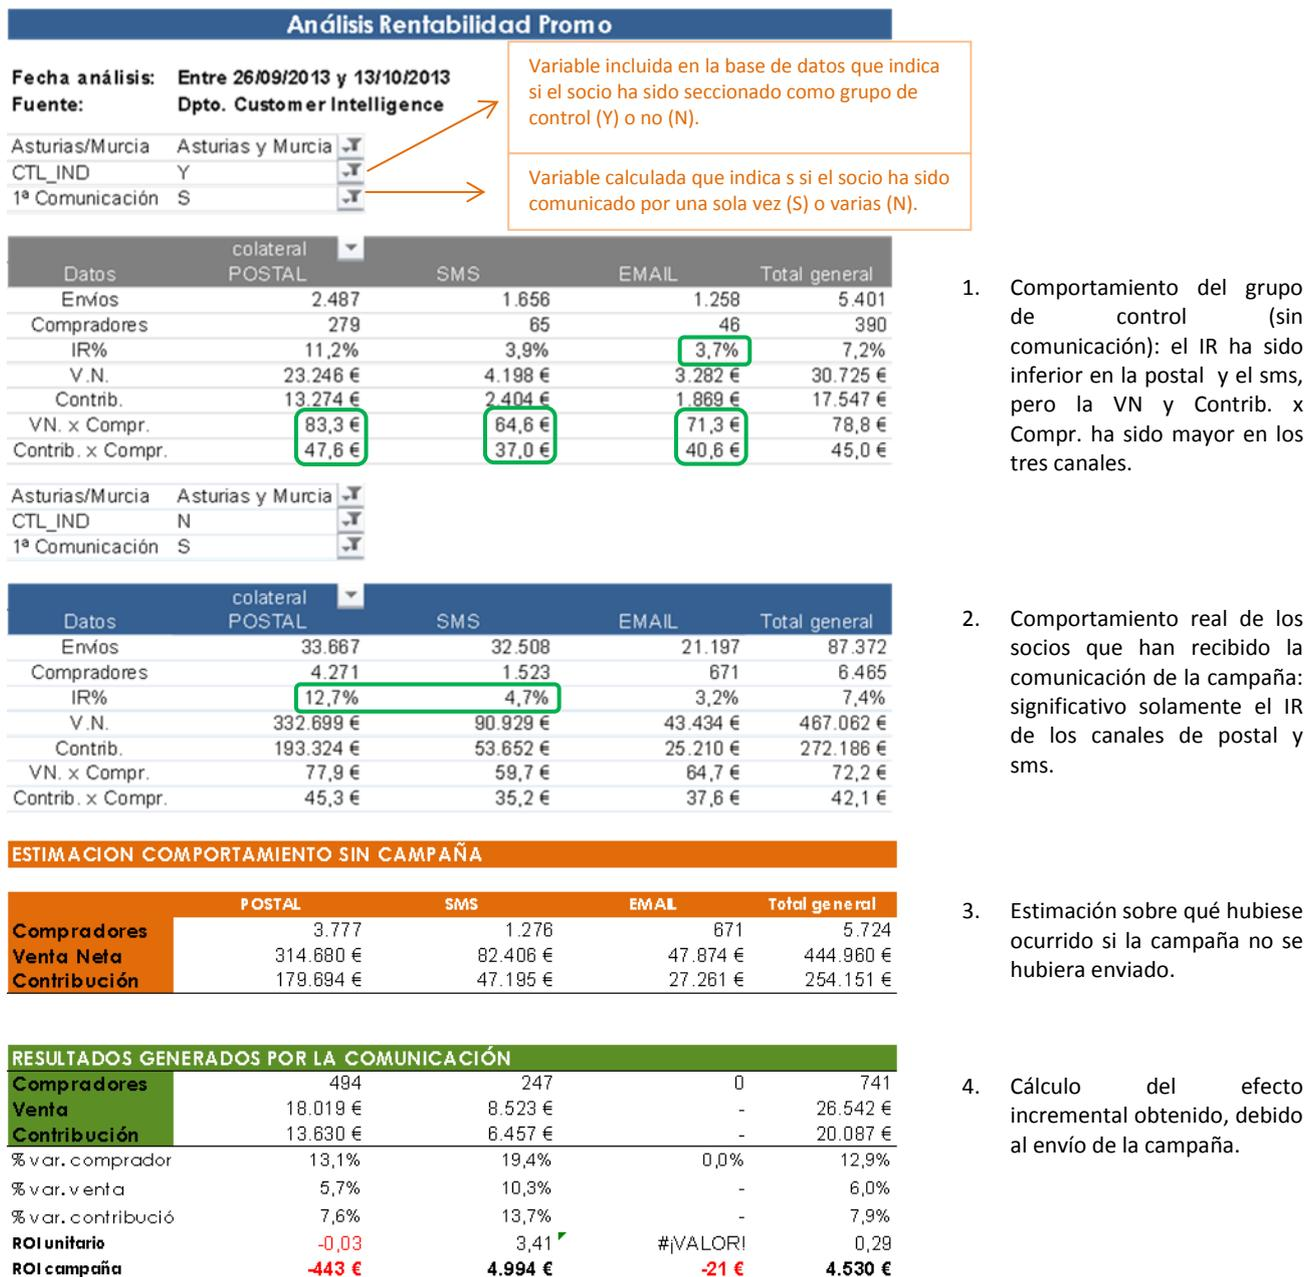 Análisis Rentabilidad Promo
Fecha análisis: Entre 26/09/2013 y 13/10/2013
Fuente: Dpto. Customer Intelligence
Variable incluida en la base de datos que indica
si el socio ha sido seccionado como grupo de
control (Y) o no (N).
Asturias/Murcia Asturias y Murcia
CTL_IND Y
1ª Comunicación S
Variable calculada que indica s si el socio ha sido
comunicado por una sola vez (S) o varias (N).
colateral
Datos POSTAL SMS EMAIL Total general
Envíos 2.487 1.656 1.258 5.401
Compradores 279 65 46 390
IR% 11,2% 3,9% 3,7% 7,2%
V.N. 23.246 € 4.198 € 3.282 € 30.725 €
Contrib. 13.274 € 2.404 € 1.869 € 17.547 €
VN. x Compr. 83,3 € 64,6 € 71,3 € 78,8 €
Contrib. x Compr. 47,6 € 37,0 € 40,6 € 45,0 €
1. Comportamiento del grupo
de control (sin
comunicación): el IR ha sido
inferior en la postal y el sms,
pero la VN y Contrib. x
Compr. ha sido mayor en los
tres canales.
Asturias/Murcia Asturias y Murcia
CTL_IND N
1ª Comunicación S
colateral
Datos POSTAL SMS EMAIL Total general
Envíos 33.667 32.508 21.197 87.372
Compradores 4.271 1.523 671 6.465
IR% 12,7% 4,7% 3,2% 7,4%
V.N. 332.699 € 90.929 € 43.434 € 467.062 €
Contrib. 193.324 € 53.652 € 25.210 € 272.186 €
VN. x Compr. 77,9 € 59,7 € 64,7 € 72,2 €
Contrib. x Compr. 45,3 € 35,2 € 37,6 € 42,1 €
2. Comportamiento real de los
socios que han recibido la
comunicación de la campaña:
significativo solamente el IR
de los canales de postal y
sms.
ESTIMACION COMPORTAMIENTO SIN CAMPAÑA
POSTAL SMS EMAIL Total general
Compradores 3.777 1.276 671 5.724
Venta Neta 314.680 € 82.406 € 47.874 € 444.960 €
Contribución 179.694 € 47.195 € 27.261 € 254.151 €
3. Estimación sobre qué hubiese
ocurrido si la campaña no se
hubiera enviado.
RESULTADOS GENERADOS POR LA COMUNICACIÓN
Compradores 494 247 0 741
Venta 18.019 € 8.523 € - 26.542 €
Contribución 13.630 € 6.457 € - 20.087 €
% var. comprador 13,1% 19,4% 0,0% 12,9%
% var. venta 5,7% 10,3% - 6,0%
% var. contribució 7,6% 13,7% - 7,9%
ROI unitario -0,03 3,41 #¡VALOR! 0,29
ROI campaña -443 € 4.994 € -21 € 4.530 €
4. Cálculo del efecto
incremental obtenido, debido
al envío de la campaña.